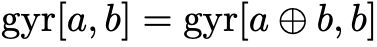 gyr[a, b] = gyr[a ⊕ b, b]